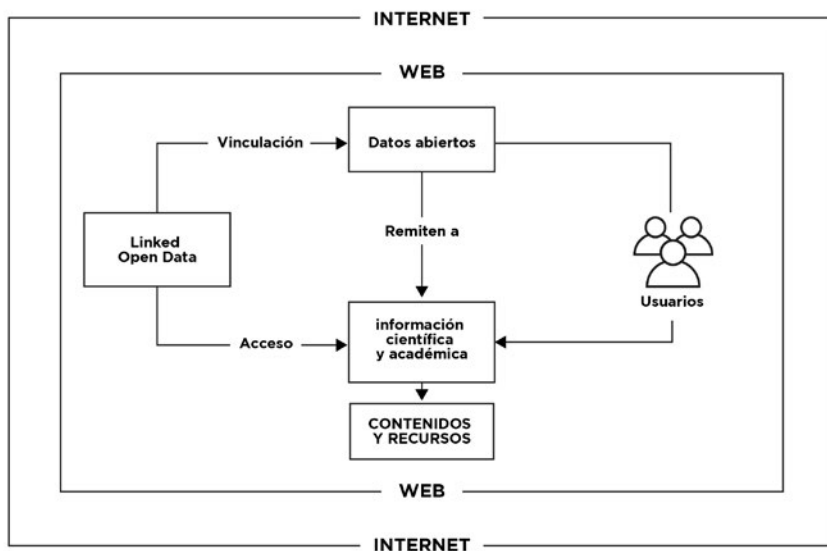 INTERNET
WEB
Vinculación
Datos abiertos
Remiten a
Linked
Open Data
Usuarios
Acceso
información
científica
y académica
CONTENIDOS
Y RECURSOS
WEB
INTERNET